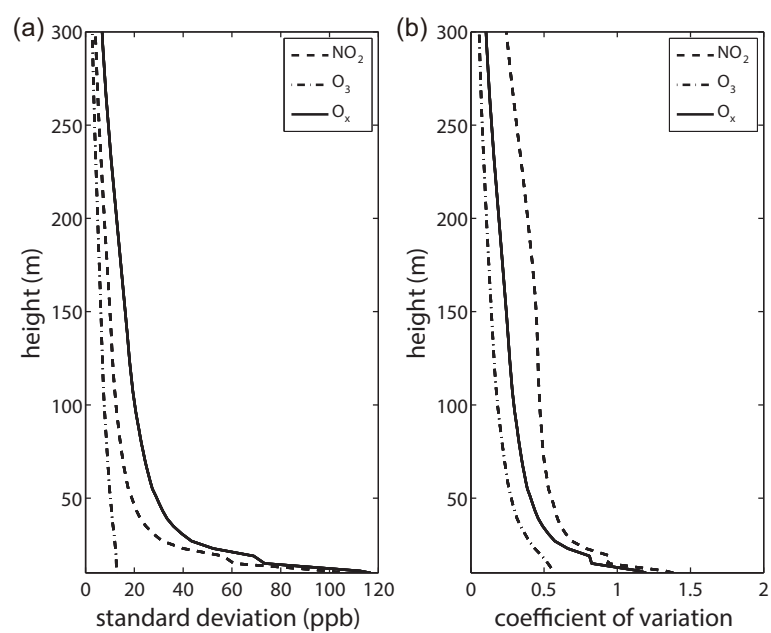 (a)
300
250
200
150
100
50
height (m)
NO2
O3
Ox
0 20 40 60 80 100 120
standard deviation (ppb)
(b)
300
250
200
150
100
50
height (m)
NO2
O3
Ox
0 0.5 1 1.5 2
coefficient of variation